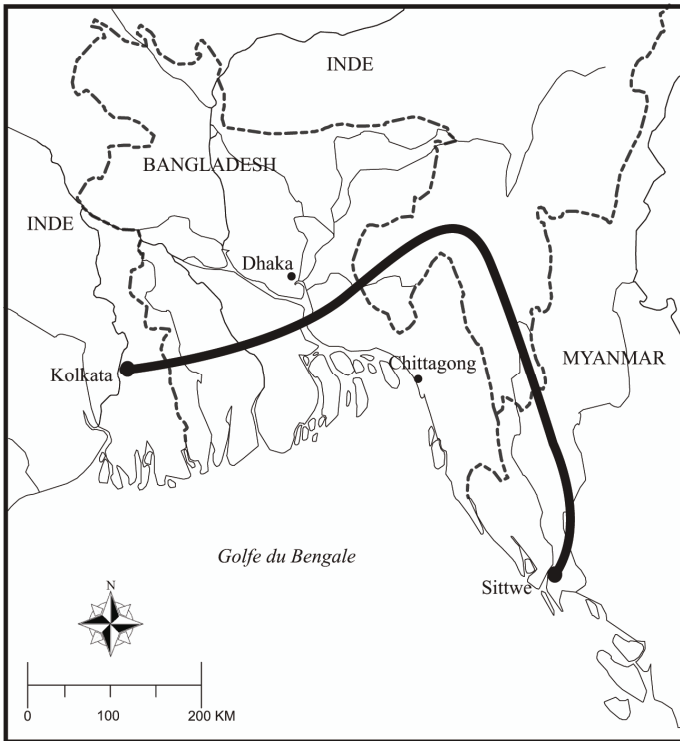 INDE
BANGLADESH
INDE
Dhaka
Kolkata
Chittagong
MYANMAR
Golfe du Bengale
Sittwe
N
0 100 200 KM